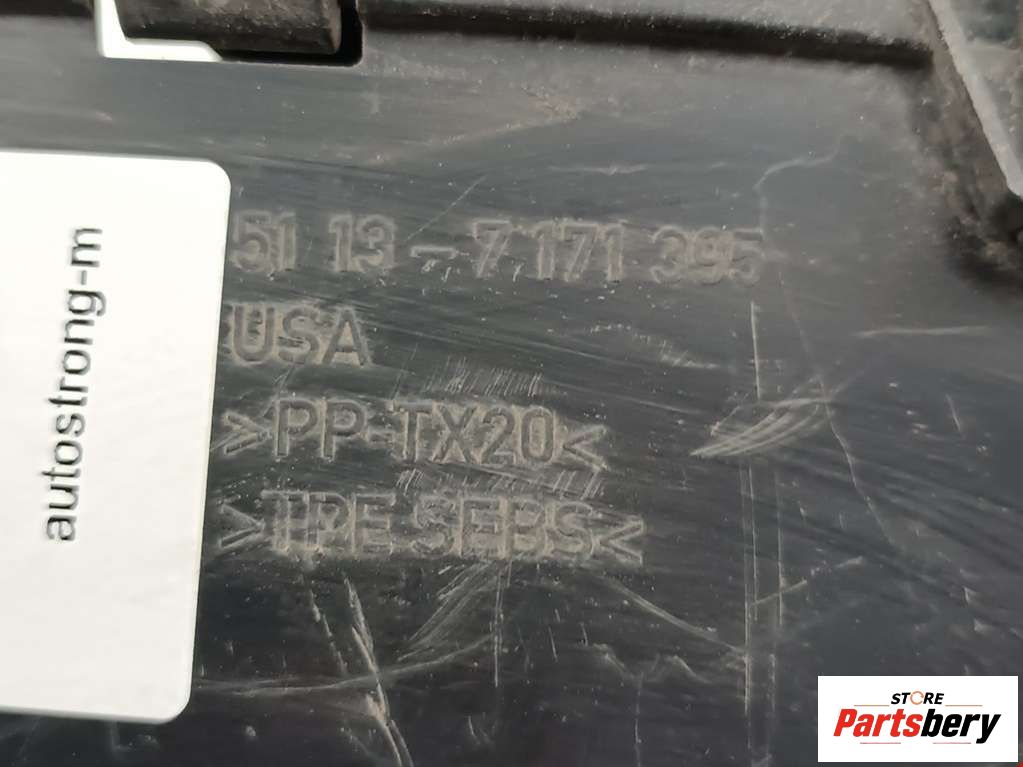 51 13 - 7 171 395
USA
>PP-TX20<
>TPE SEBS<
autostrong-m
STORE
Partsbery